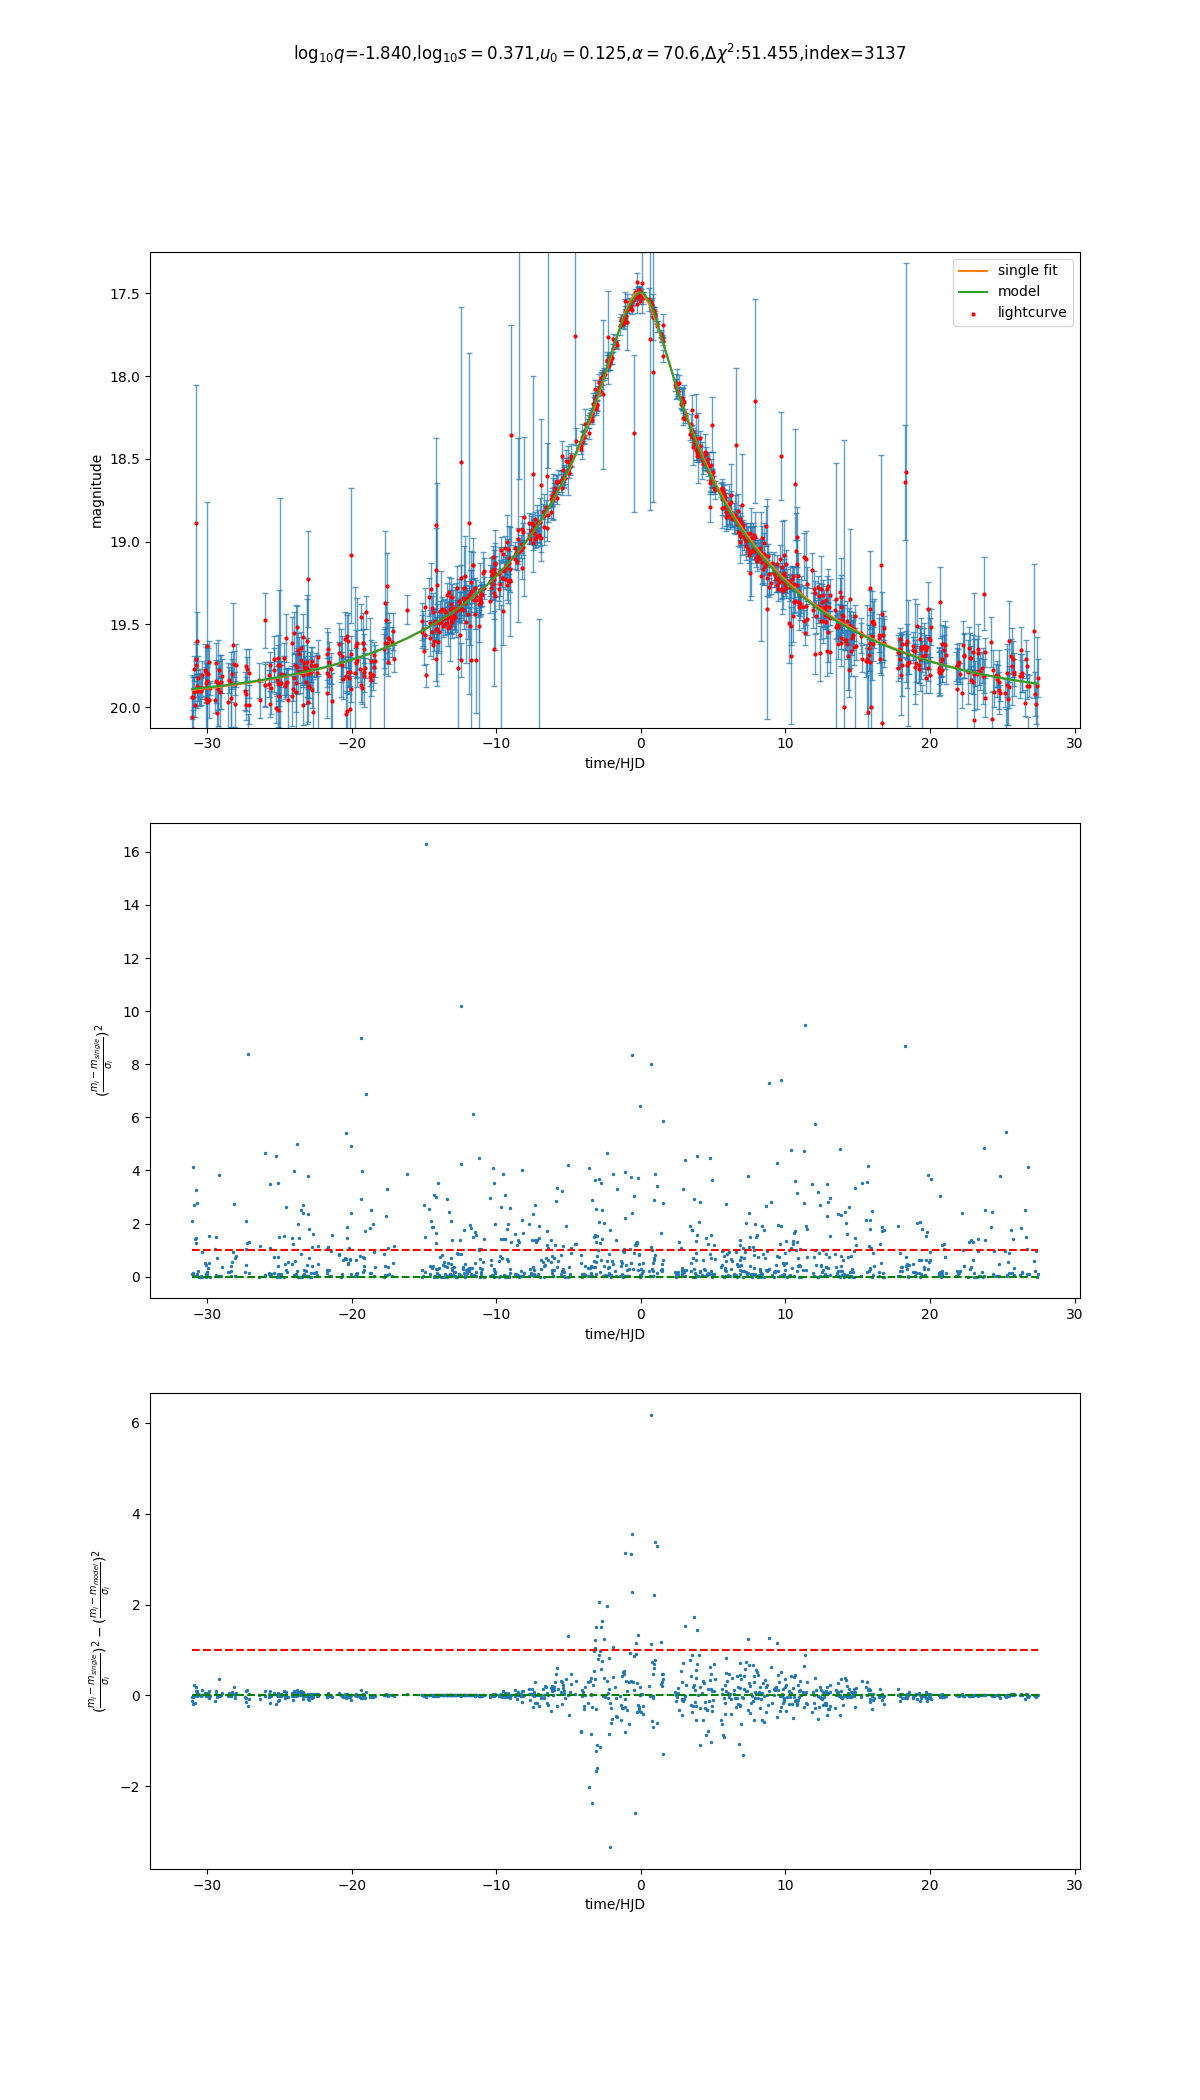 log₁₀q=-1.840,log₁₀s = 0.371,u₀ = 0.125,α = 70.6,Δχ²:51.455,index=3137
single fit
model
lightcurve
magnitude
17.5
18.0
18.5
19.0
19.5
20.0
−30 −20 −10 0 10 20 30
time/HJD
(mᵢ − m_single / σᵢ)²
16
14
12
10
8
6
4
2
0
−30 −20 −10 0 10 20 30
time/HJD
(mᵢ − m_single / σᵢ)² − (mᵢ − m_model / σᵢ)²
6
4
2
0
−2
−30 −20 −10 0 10 20 30
time/HJD